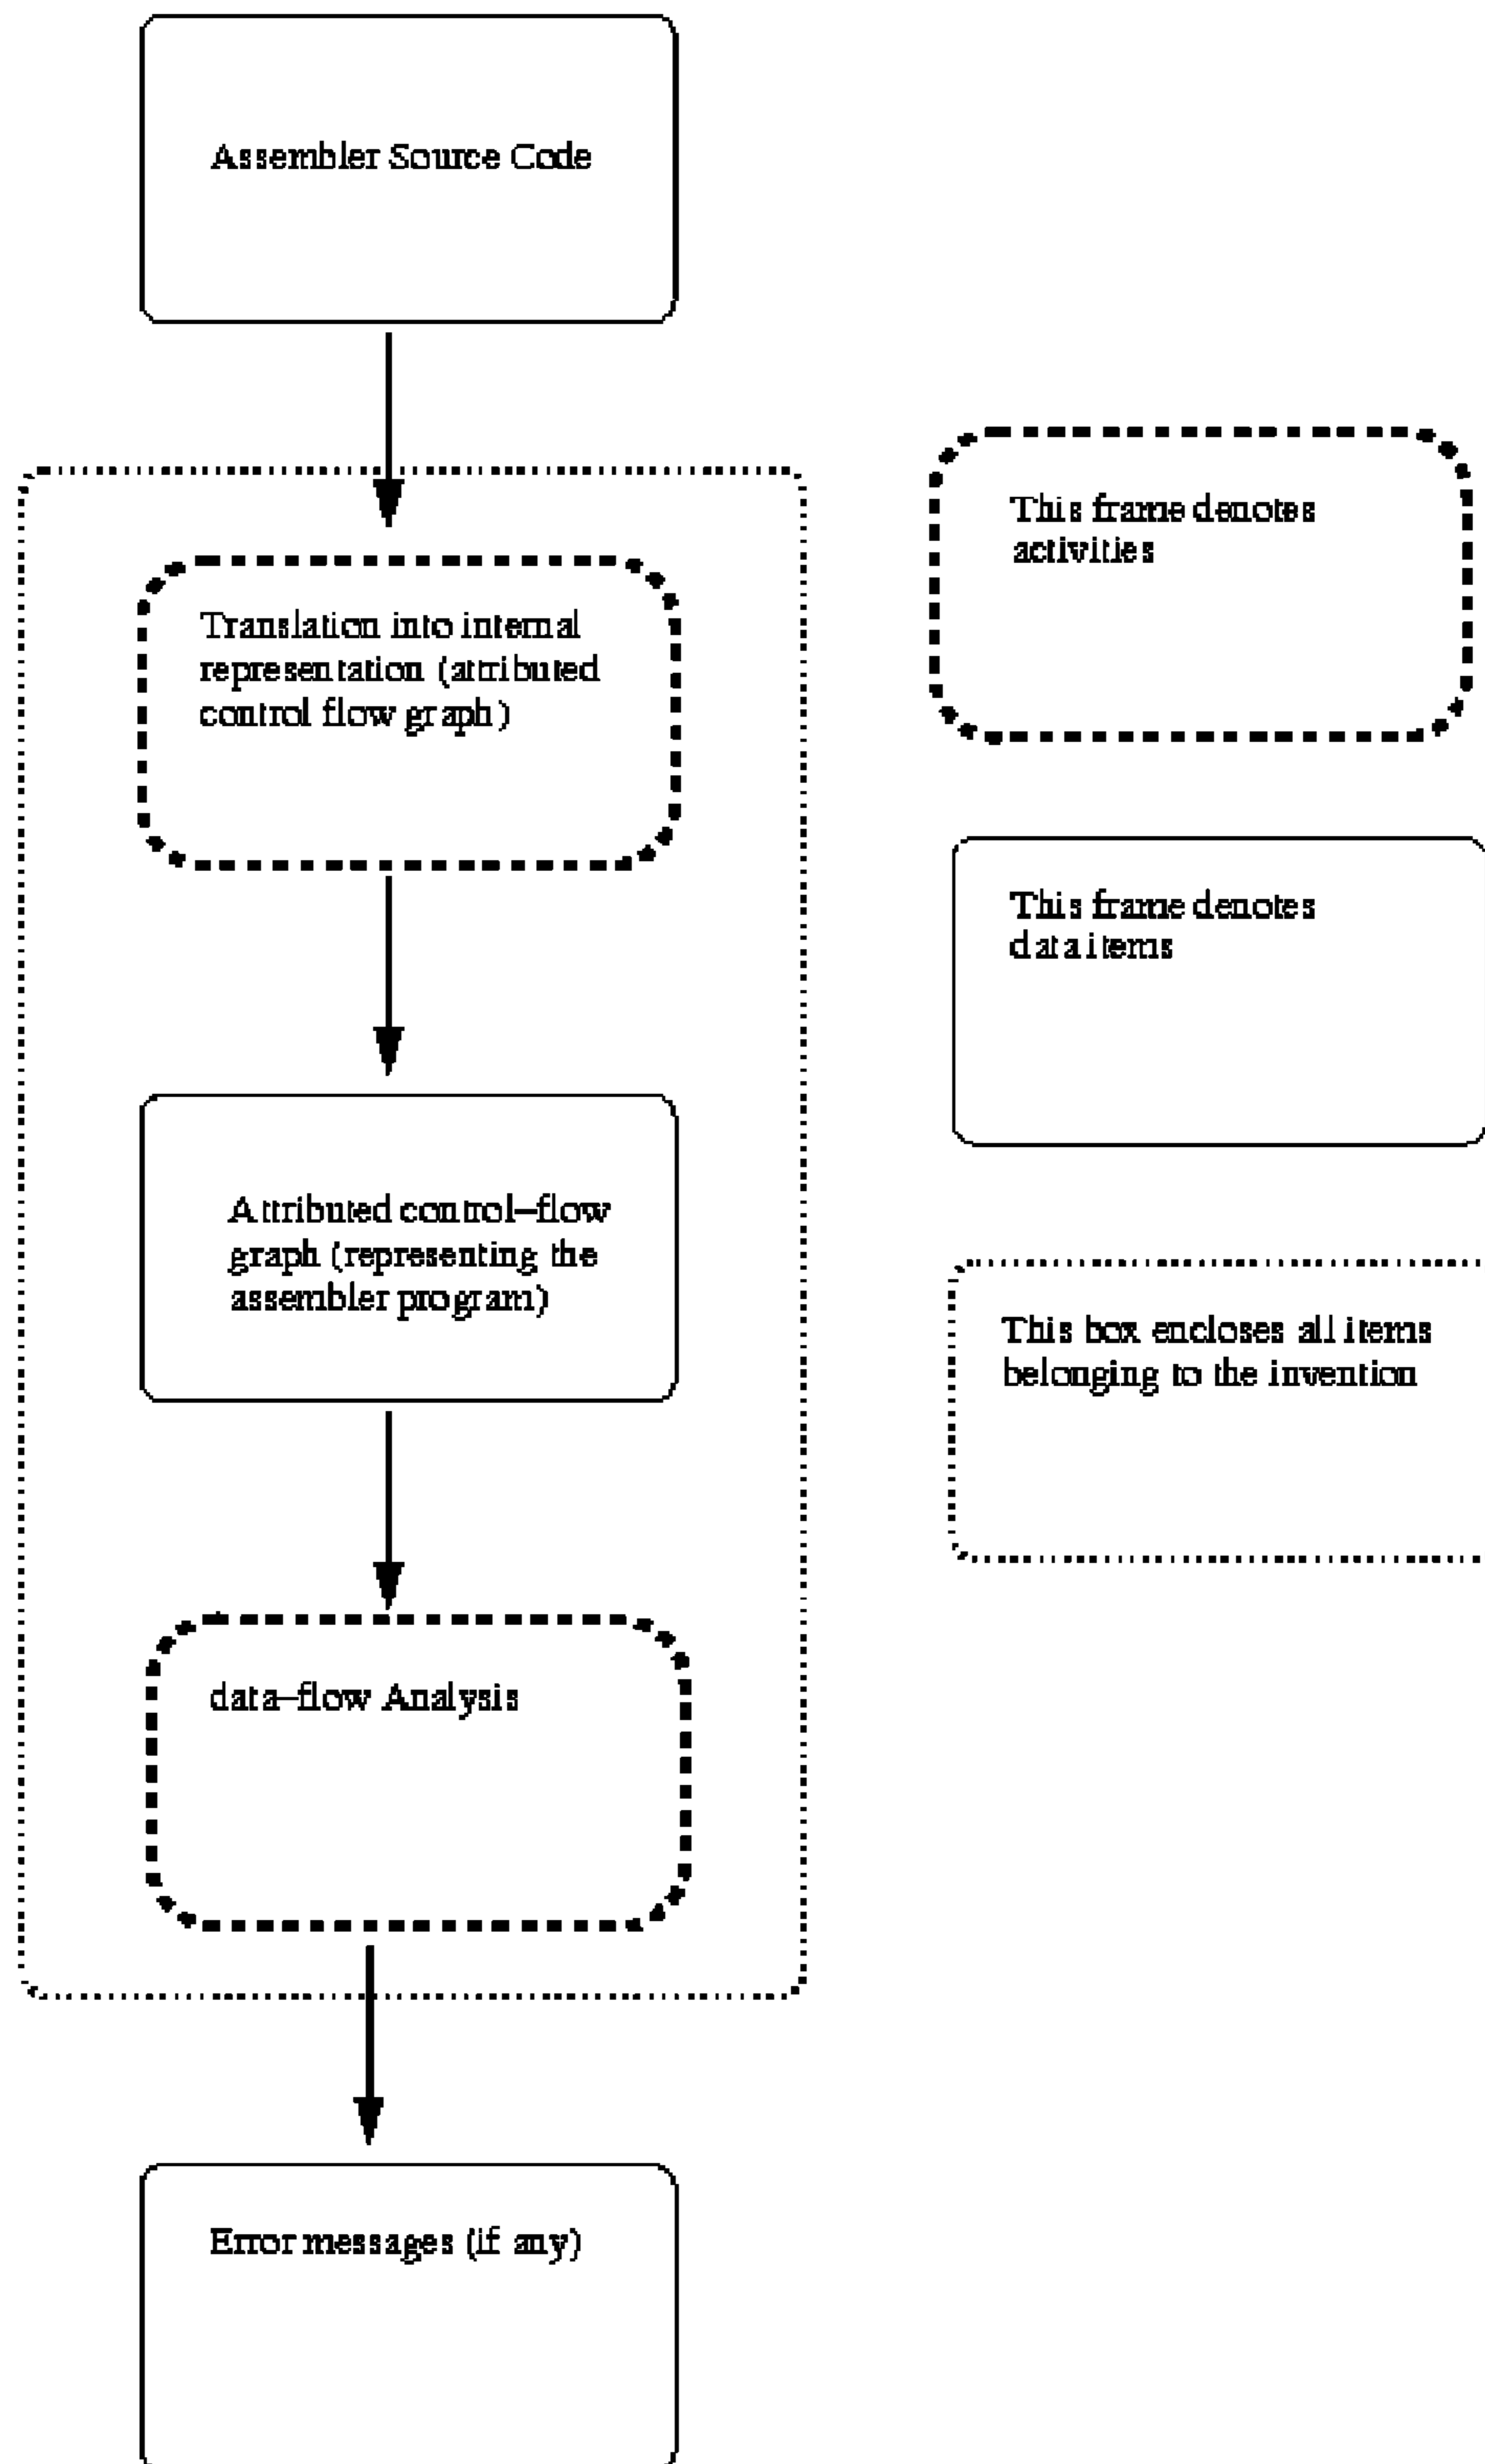 Assembler Source Code
Translation into internal
representation (attributed
control flow graph)
Attributed control–flow
graph (representing the
assembler program)
data–flow Analysis
Error messages (if any)
This frame denotes
activities
This frame denotes
data items
This box encloses all items
belonging to the invention